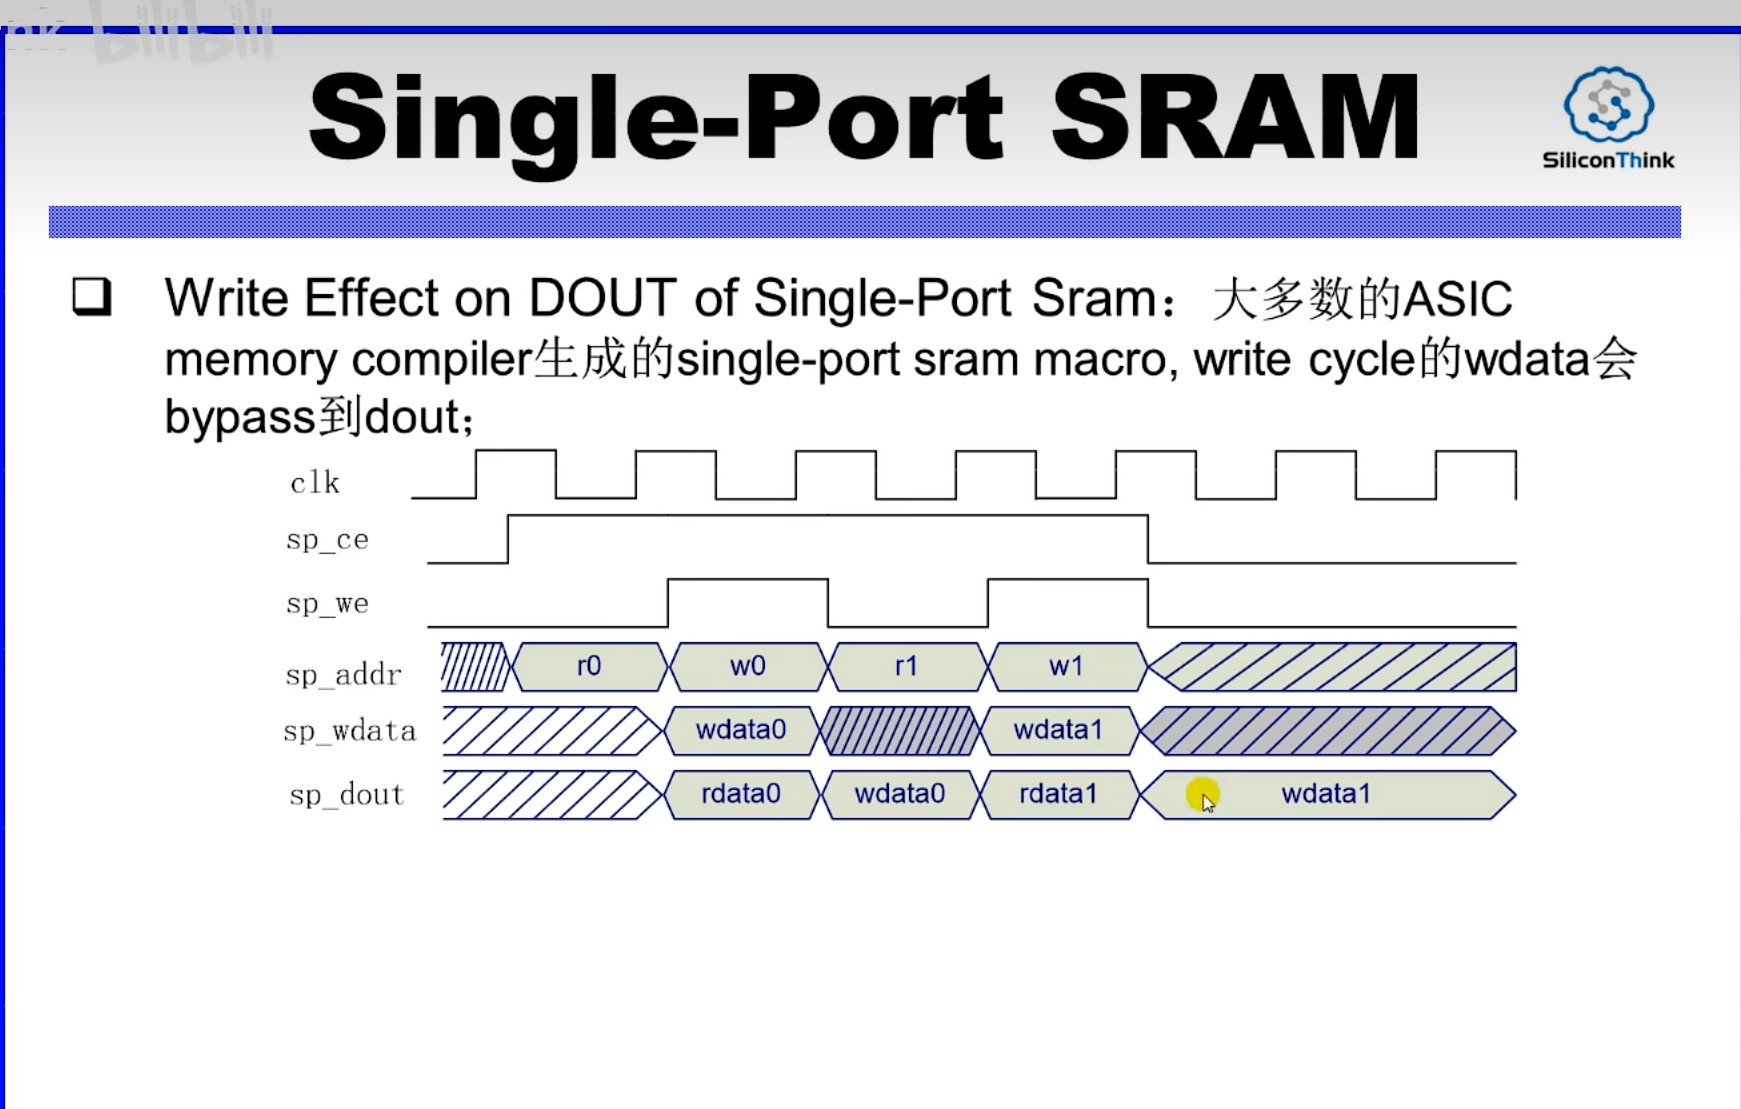 bilibili
Single-Port SRAM
SiliconThink
Write Effect on DOUT of Single-Port Sram：大多数的ASIC
memory compiler生成的single-port sram macro, write cycle的wdata会
bypass到dout；
clk
sp_ce
sp_we
sp_addr r0 w0 r1 w1
sp_wdata wdata0 wdata1
sp_dout rdata0 wdata0 rdata1 wdata1